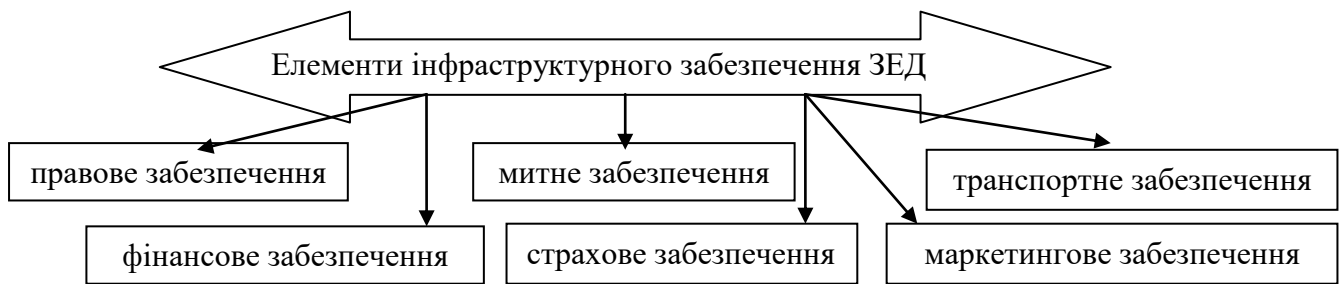 Елементи інфраструктурного забезпечення ЗЕД
правове забезпечення
митне забезпечення
транспортне забезпечення
фінансове забезпечення
страхове забезпечення
маркетингове забезпечення